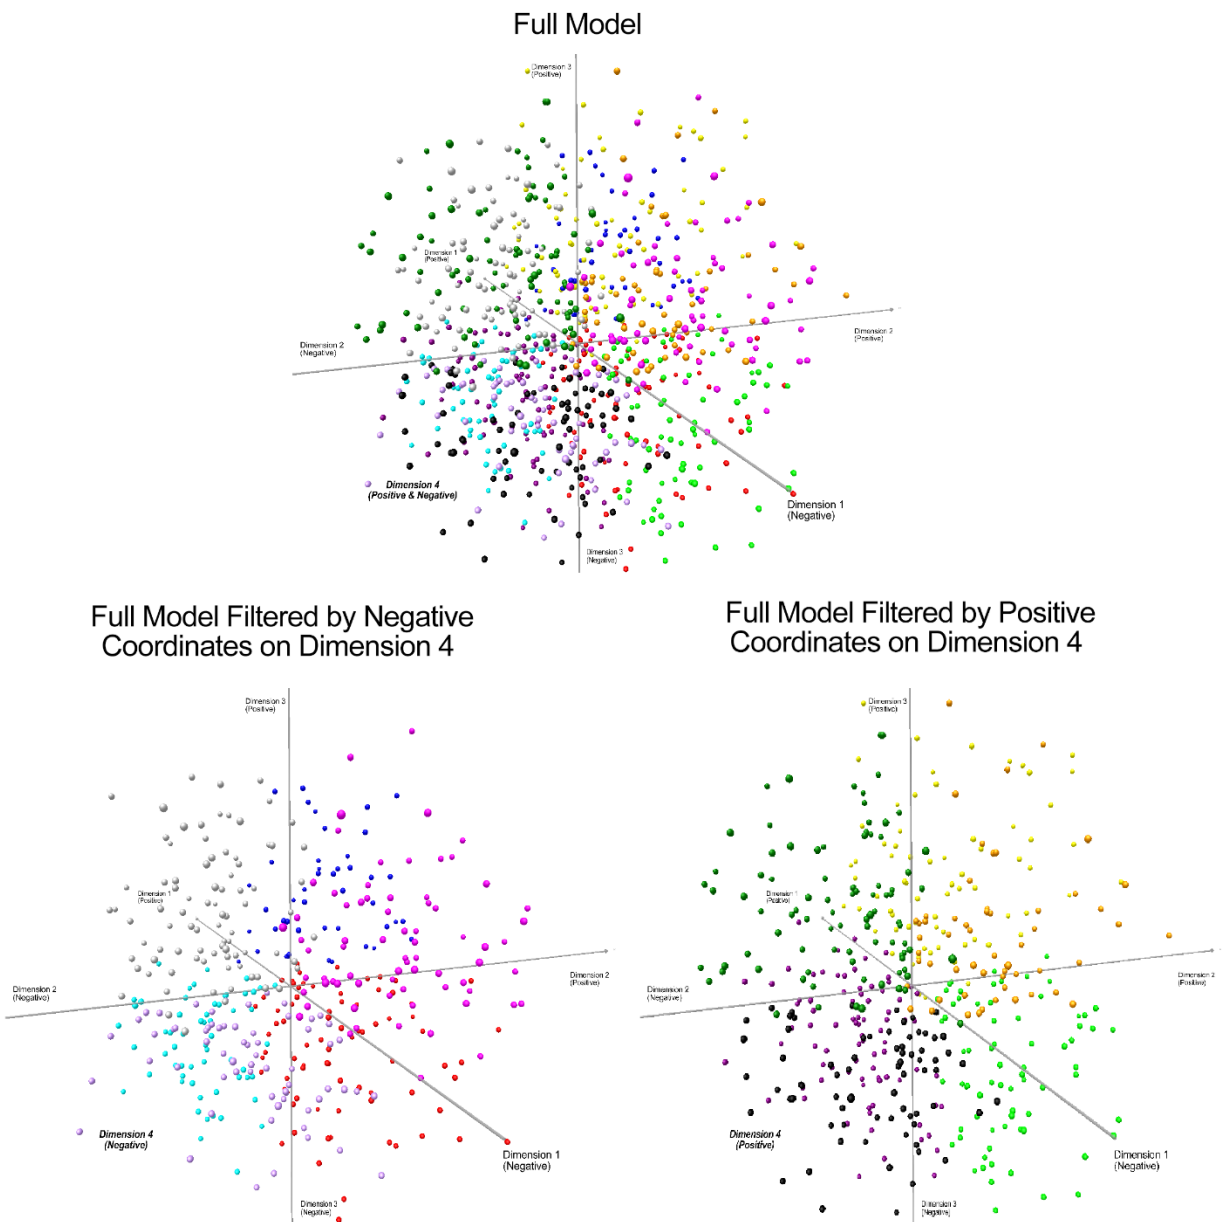 Full Model
Dimension 3
(Positive)
Dimension 1
(Positive)
Dimension 2
(Negative)
Dimension 2
(Positive)
Dimension 4
(Positive & Negative)
Dimension 1
(Negative)
Dimension 3
(Negative)
Full Model Filtered by Negative
Coordinates on Dimension 4
Dimension 3
(Positive)
Dimension 1
(Positive)
Dimension 2
(Negative)
Dimension 2
(Positive)
Dimension 4
(Negative)
Dimension 1
(Negative)
Dimension 3
(Negative)
Full Model Filtered by Positive
Coordinates on Dimension 4
Dimension 3
(Positive)
Dimension 1
(Positive)
Dimension 2
(Negative)
Dimension 2
(Positive)
Dimension 4
(Positive)
Dimension 1
(Negative)
Dimension 3
(Negative)